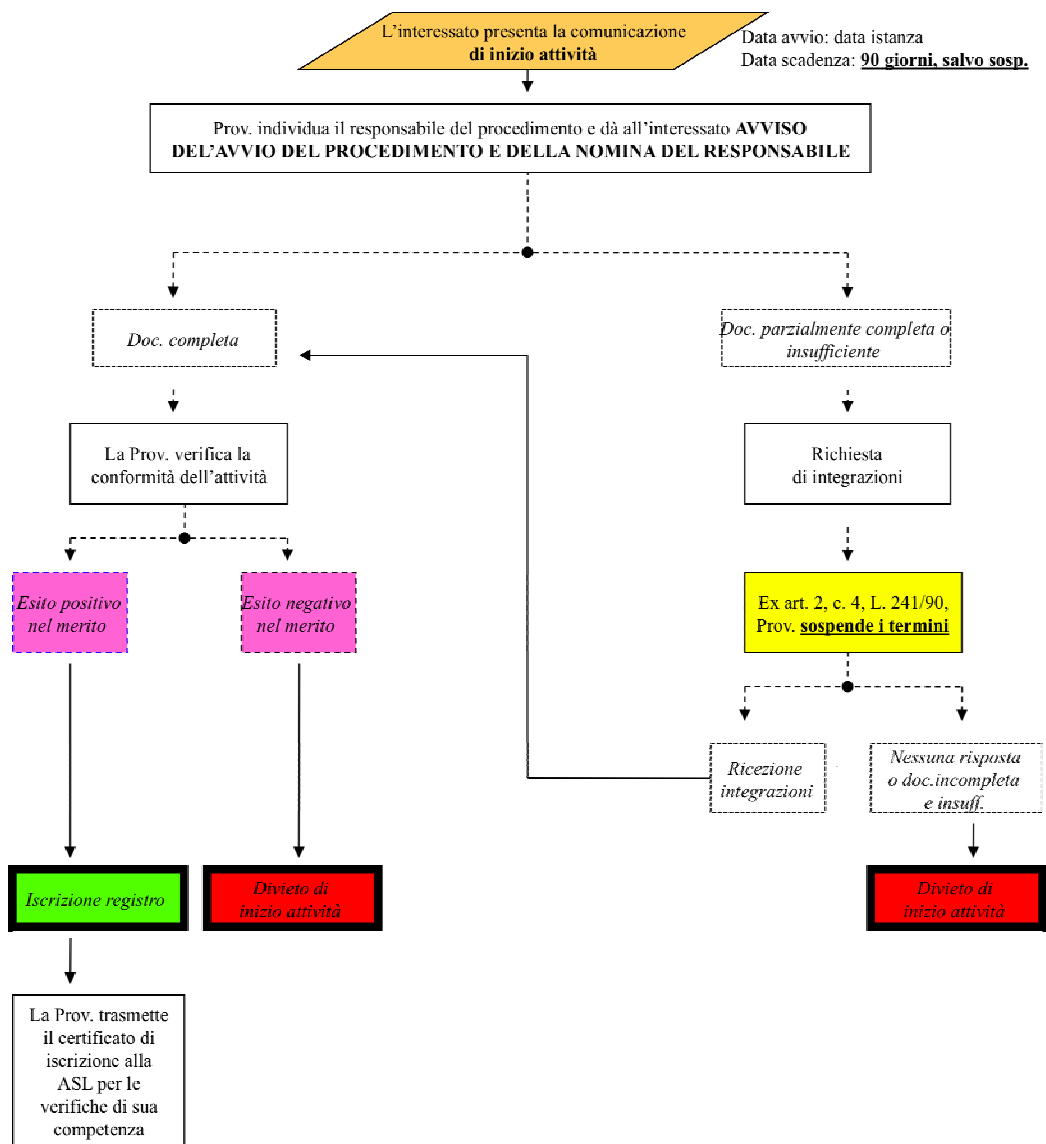 L’interessato presenta la comunicazione
di inizio attività
Data avvio: data istanza
Data scadenza: 90 giorni, salvo sosp.
Prov. individua il responsabile del procedimento e dà all’interessato AVVISO
DEL’AVVIO DEL PROCEDIMENTO E DELLA NOMINA DEL RESPONSABILE
Doc. completa
Doc. parzialmente completa o
insufficiente
La Prov. verifica la
conformità dell’attività
Richiesta
di integrazioni
Esito positivo
nel merito
Esito negativo
nel merito
Ex art. 2, c. 4, L. 241/90,
Prov. sospende i termini
Ricezione
integrazioni
Nessuna risposta
o doc.incompleta
e insuff.
Iscrizione registro
Divieto di
inizio attività
Divieto di
inizio attività
La Prov. trasmette
il certificato di
iscrizione alla
ASL per le
verifiche di sua
competenza